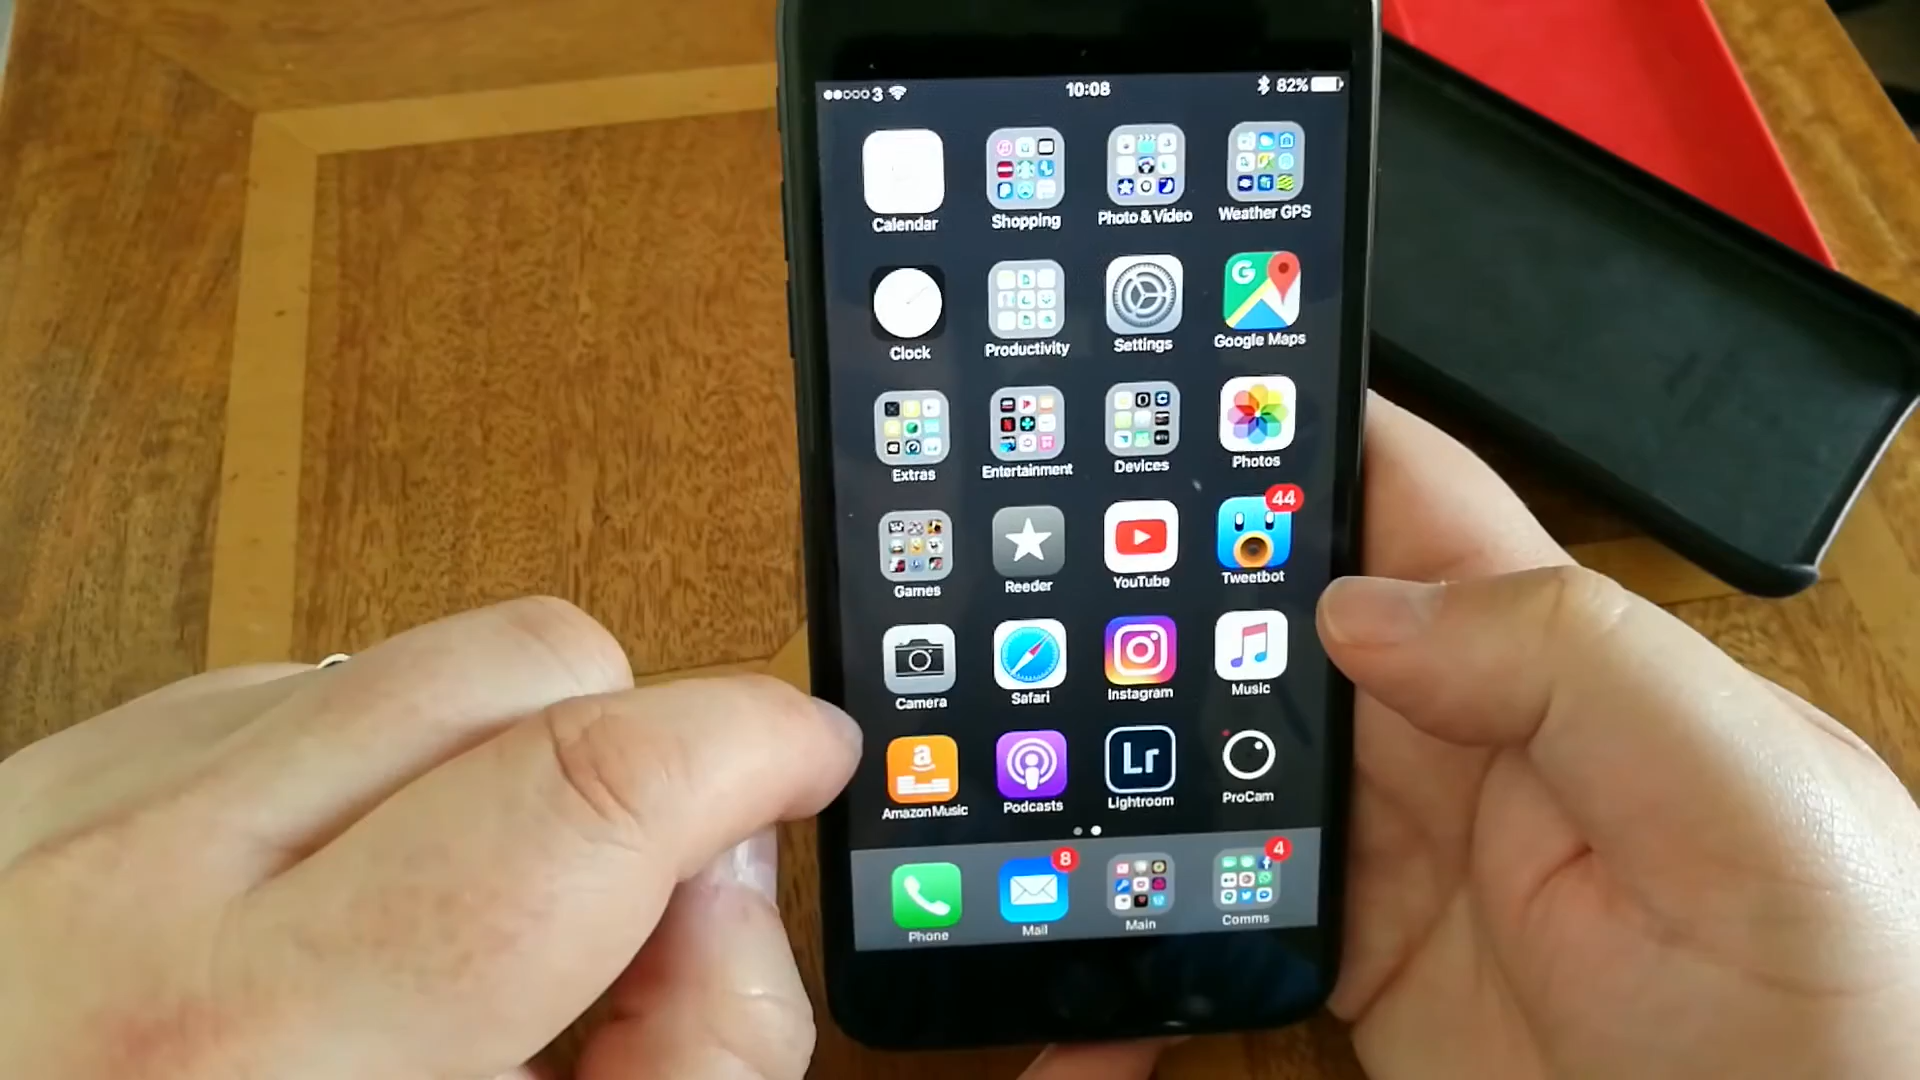 3 10:08 82%
Calendar Shopping Photo & Video Weather GPS
G
Clock Productivity Settings Google Maps
Extras Entertainment Devices Photos
44
Games Reeder YouTube Tweetbot
Camera Safari Instagram Music
a Lr
Amazon Music Podcasts Lightroom ProCam
8 4
Phone Mail Main Comms